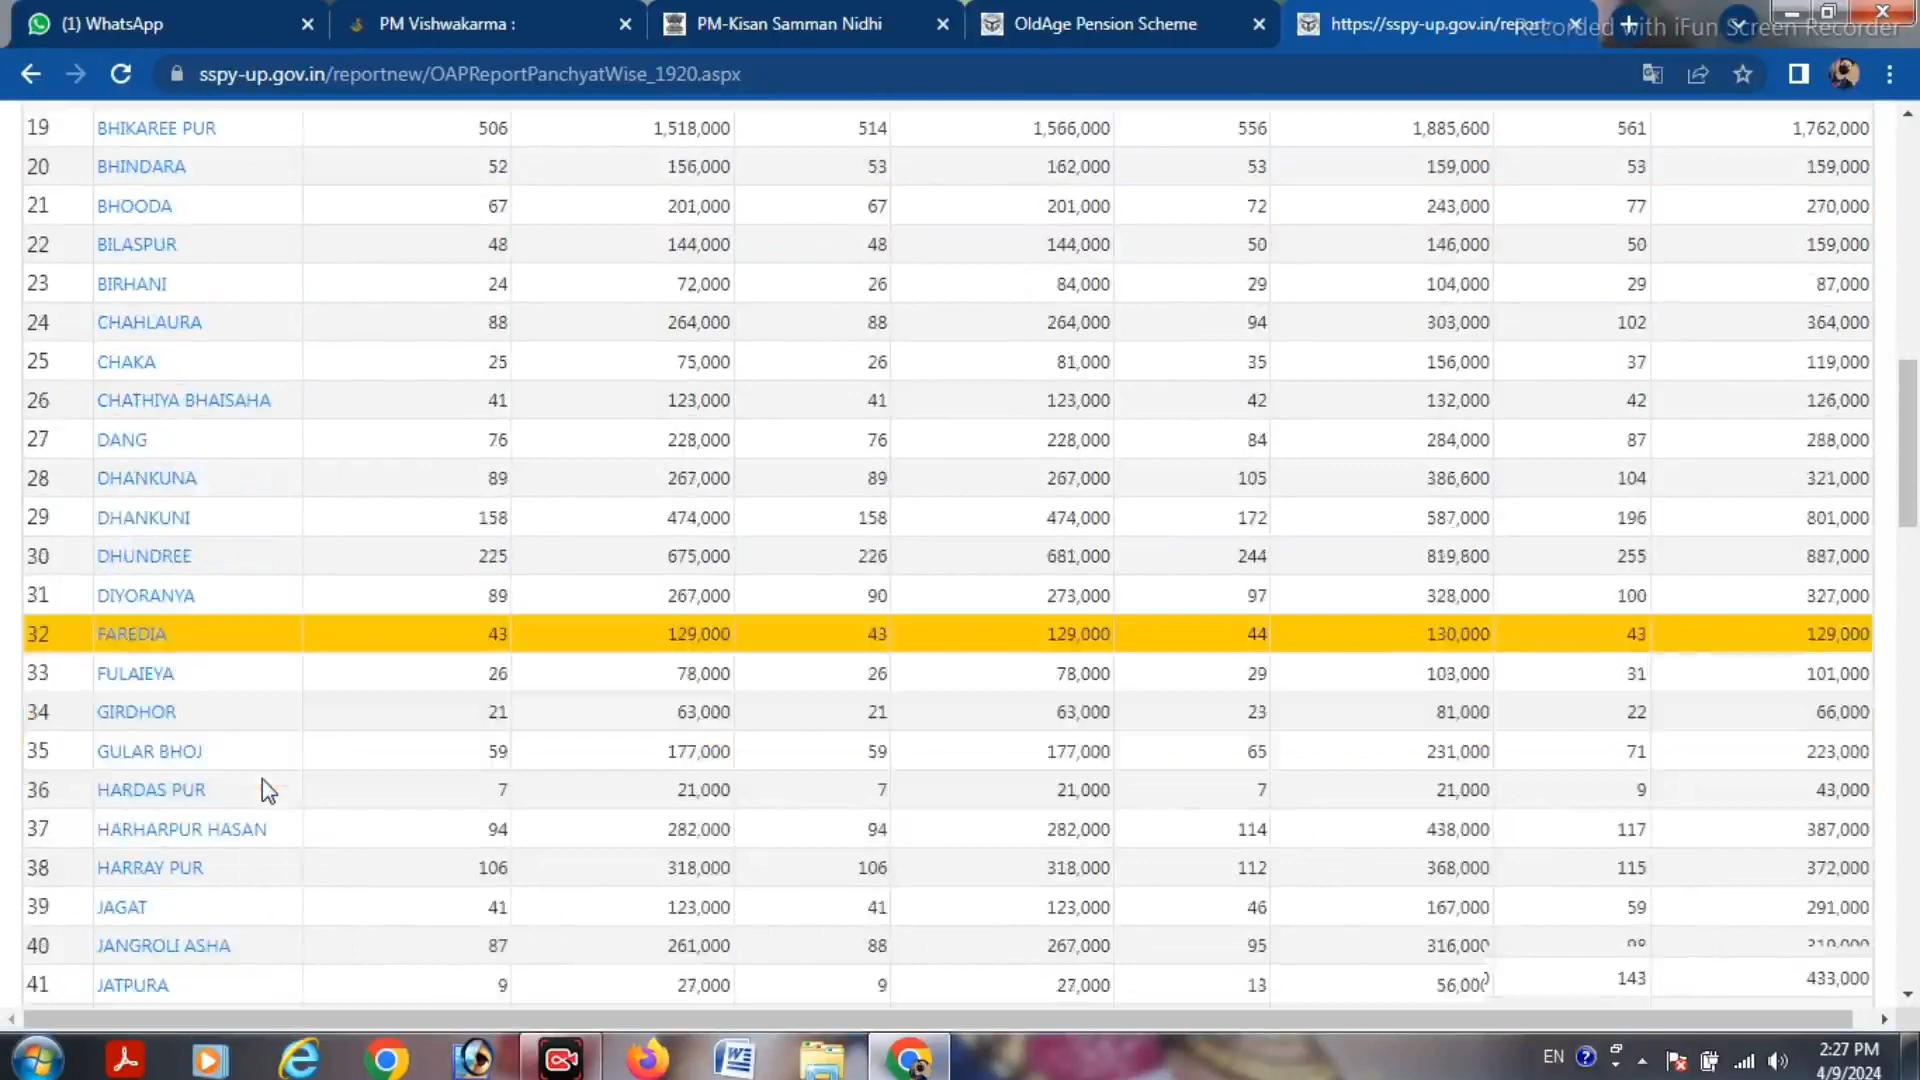 (1) WhatsApp
PM Vishwakarma :
PM-Kisan Samman Nidhi
OldAge Pension Scheme
https://sspy-up.gov.in/report
Recorded with iFun Screen Recorder
sspy-up.gov.in/reportnew/OAPReportPanchyatWise_1920.aspx
19 BHIKAREE PUR 506 1,518,000 514 1,566,000 556 1,885,600 561 1,762,000
20 BHINDARA 52 156,000 53 162,000 53 159,000 53 159,000
21 BHOODA 67 201,000 67 201,000 72 243,000 77 270,000
22 BILASPUR 48 144,000 48 144,000 50 146,000 50 159,000
23 BIRHANI 24 72,000 26 84,000 29 104,000 29 87,000
24 CHAHLAURA 88 264,000 88 264,000 94 303,000 102 364,000
25 CHAKA 25 75,000 26 81,000 35 156,000 37 119,000
26 CHATHIYA BHAISAHA 41 123,000 41 123,000 42 132,000 42 126,000
27 DANG 76 228,000 76 228,000 84 284,000 87 288,000
28 DHANKUNA 89 267,000 89 267,000 105 386,600 104 321,000
29 DHANKUNI 158 474,000 158 474,000 172 587,000 196 801,000
30 DHUNDREE 225 675,000 226 681,000 244 819,800 255 887,000
31 DIYORANYA 89 267,000 90 273,000 97 328,000 100 327,000
32 FAREDIA 43 129,000 43 129,000 44 130,000 43 129,000
33 FULAIEYA 26 78,000 26 78,000 29 103,000 31 101,000
34 GIRDHOR 21 63,000 21 63,000 23 81,000 22 66,000
35 GULAR BHOJ 59 177,000 59 177,000 65 231,000 71 223,000
36 HARDAS PUR 7 21,000 7 21,000 7 21,000 9 43,000
37 HARHARPUR HASAN 94 282,000 94 282,000 114 438,000 117 387,000
38 HARRAY PUR 106 318,000 106 318,000 112 368,000 115 372,000
39 JAGAT 41 123,000 41 123,000 46 167,000 59 291,000
40 JANGROLI ASHA 87 261,000 88 267,000 95 316,000
41 JATPURA 9 27,000 9 27,000 13 56,000 143 433,000
EN
2:27 PM
4/9/2024